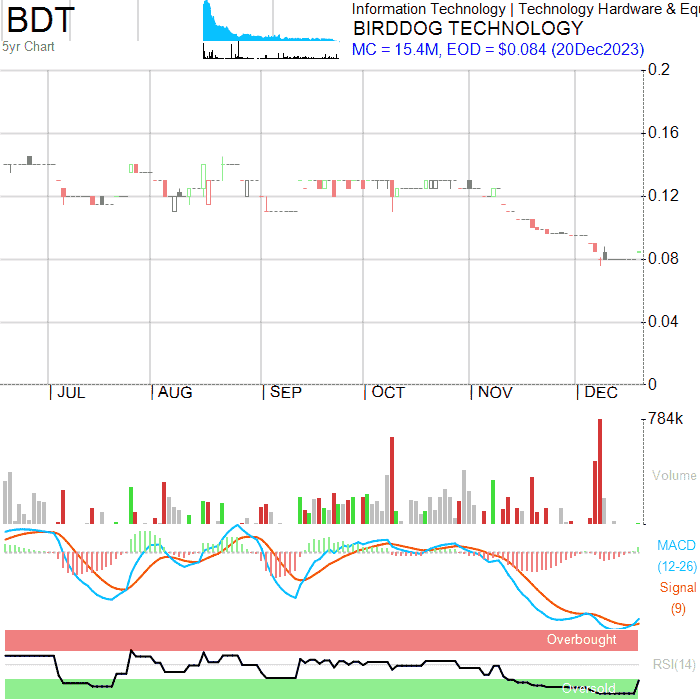 BDT
5yr Chart
Information Technology | Technology Hardware & Equ
BIRDDOG TECHNOLOGY
MC = 15.4M, EOD = $0.084 (20Dec2023)
0.2
0.16
0.12
0.08
0.04
0
| JUL | AUG | SEP | OCT | NOV | DEC
784k
Volume
MACD
(12-26)
Signal
(9)
Overbought
RSI(14)
Oversold